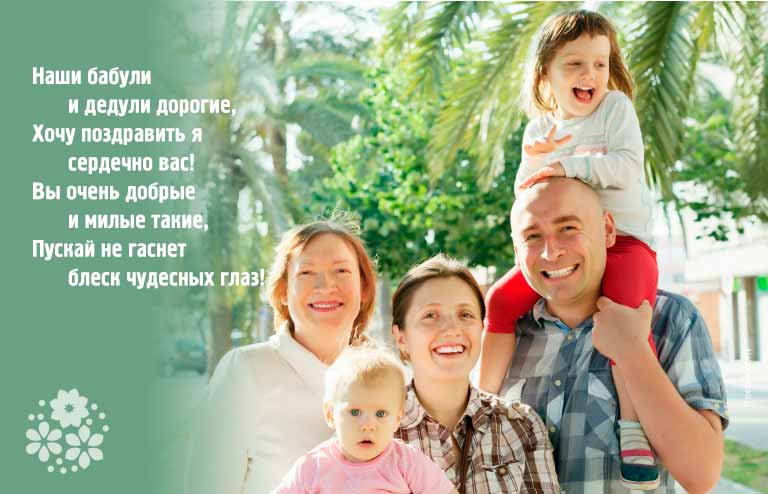 Наши бабули
и дедули дорогие,
Хочу поздравить я
сердечно вас!
Вы очень добрые
и милые такие,
Пускай не гаснет
блеск чудесных глаз!